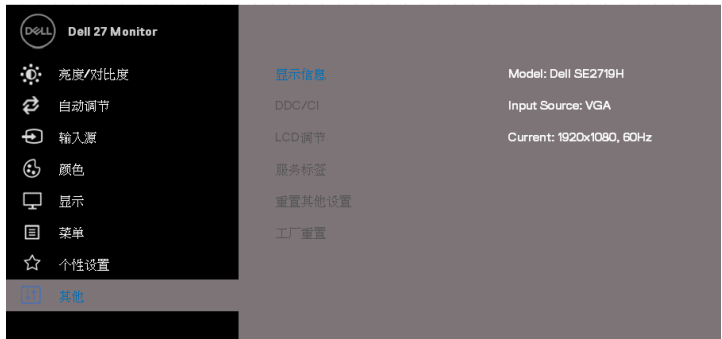 DELL Dell 27 Monitor
亮度/对比度 显示信息 Model: Dell SE2719H
自动调节 DDC/CI Input Source: VGA
输入源 LCD调节 Current: 1920x1080, 60Hz
颜色 服务标签
显示 重置其他设置
菜单 工厂重置
个性设置
其他